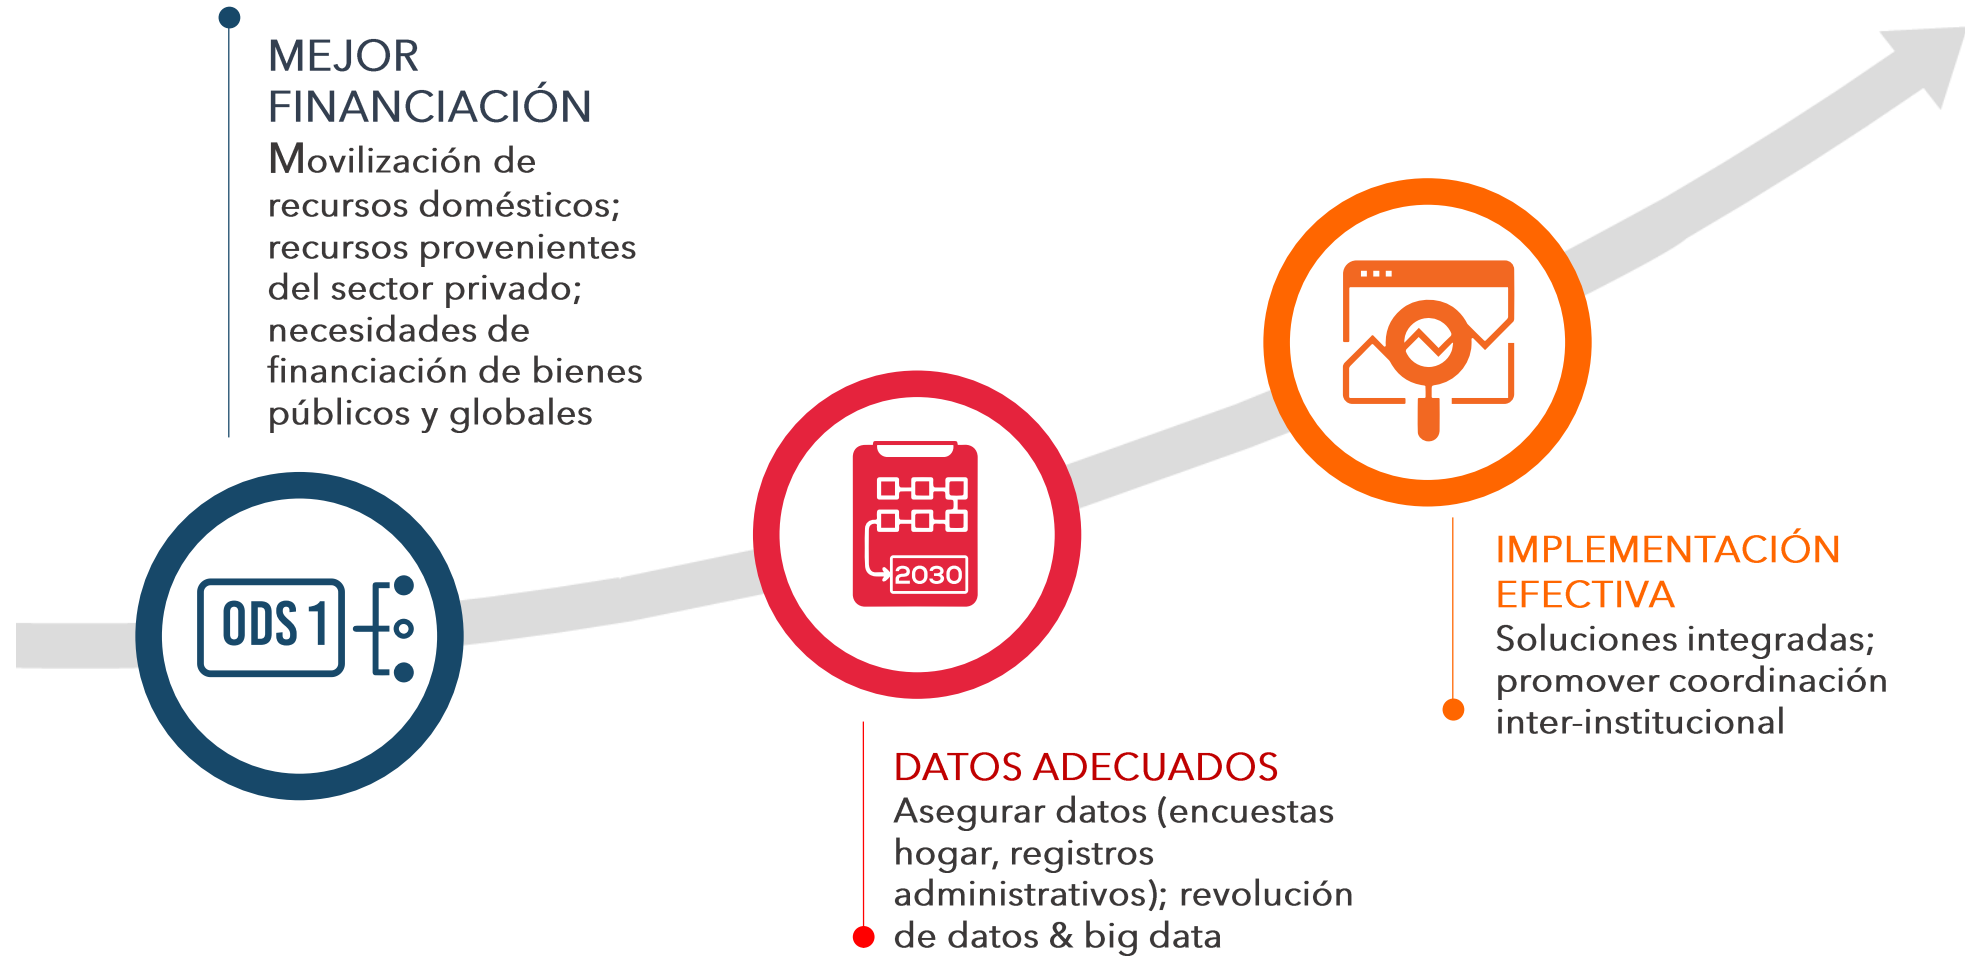 MEJOR
FINANCIACIÓN
Movilización de
recursos domésticos;
recursos provenientes
del sector privado;
necesidades de
financiación de bienes
públicos y globales
ODS 1
2030
DATOS ADECUADOS
Asegurar datos (encuestas
hogar, registros
administrativos); revolución
de datos & big data
IMPLEMENTACIÓN
EFECTIVA
Soluciones integradas;
promover coordinación
inter-institucional